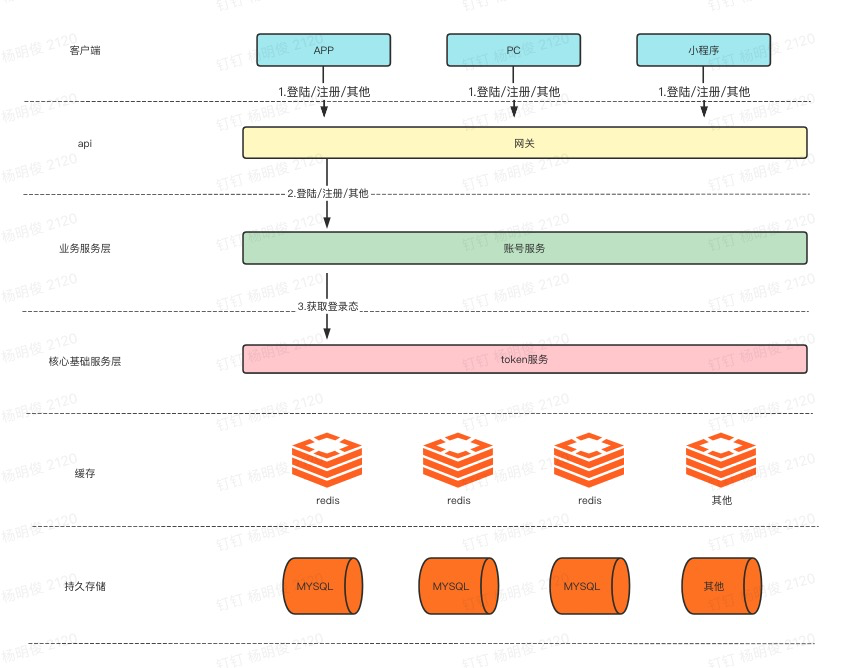 客户端
APP
PC
小程序
1.登陆/注册/其他
1.登陆/注册/其他
1.登陆/注册/其他
api
网关
2.登陆/注册/其他
业务服务层
账号服务
3.获取登录态
核心基础服务层
token服务
缓存
redis
redis
redis
其他
持久存储
MYSQL
MYSQL
MYSQL
其他
钉钉 杨明俊 2120